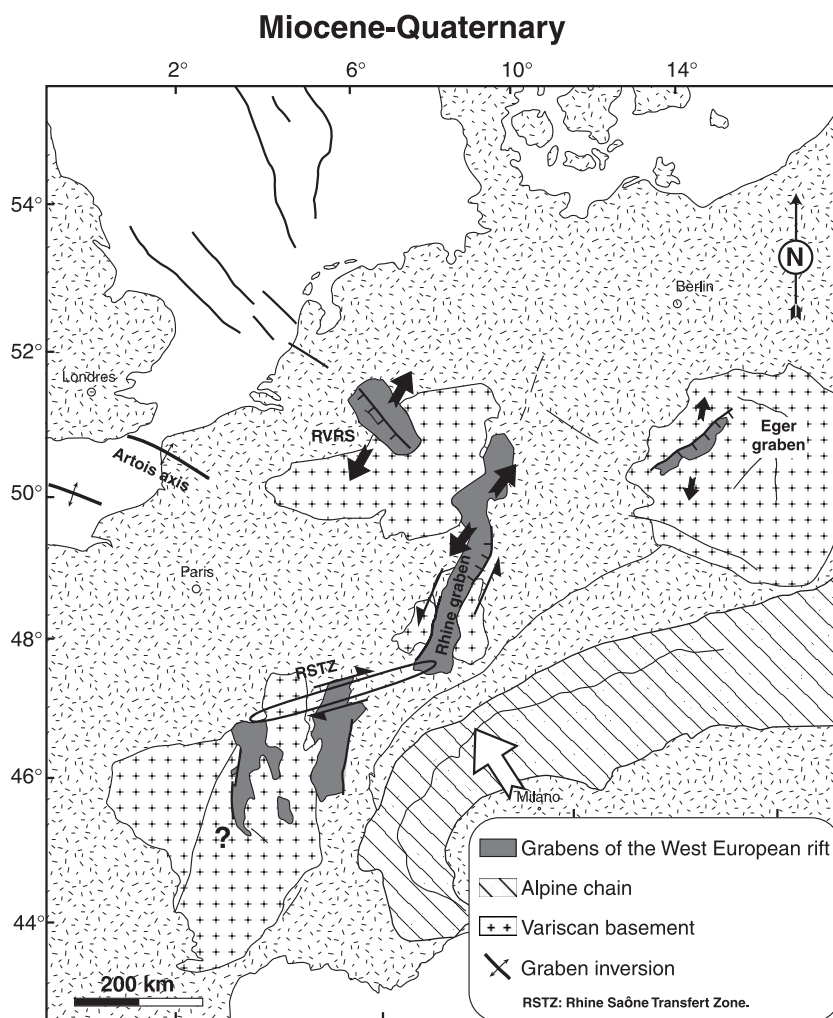 Miocene-Quaternary
2° 6° 10° 14°
54°
N
Berlin
52°
Londres
RVRS
Eger
graben
Artois axis
50°
Paris
Rhine graben
48°
RSTZ
46°
Milano
?
Grabens of the West European rift
Alpine chain
44°
Variscan basement
Graben inversion
200 km
RSTZ: Rhine Saône Transfert Zone.